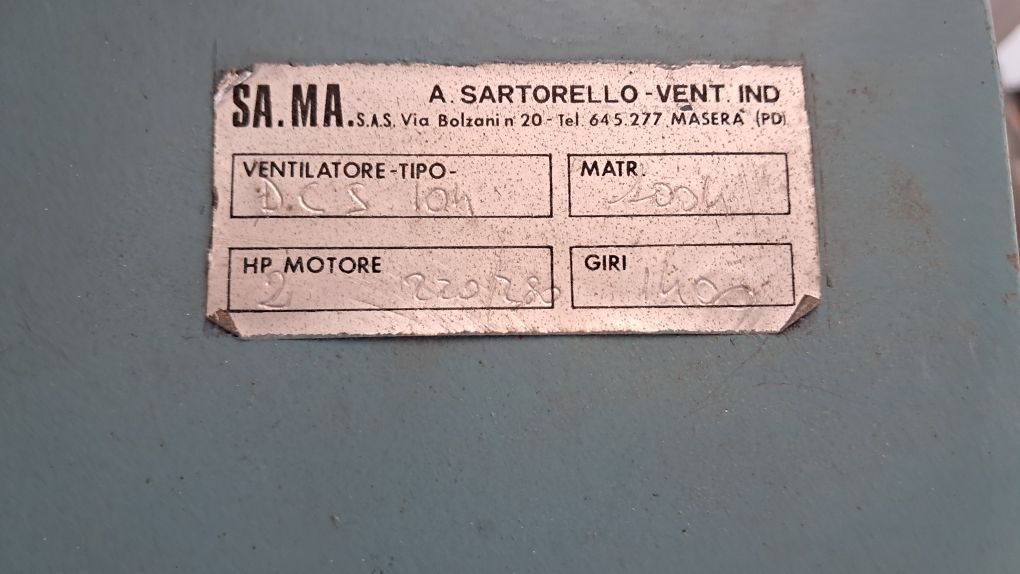 SA.MA. S.A.S. A. SARTORELLO - VENT. IND
Via Bolzani n 20 - Tel 645.277 MASERA (PD)
VENTILATORE - TIPO - MATR.
D.C.S 104 1004
HP MOTORE GIRI
2 220/380 1400